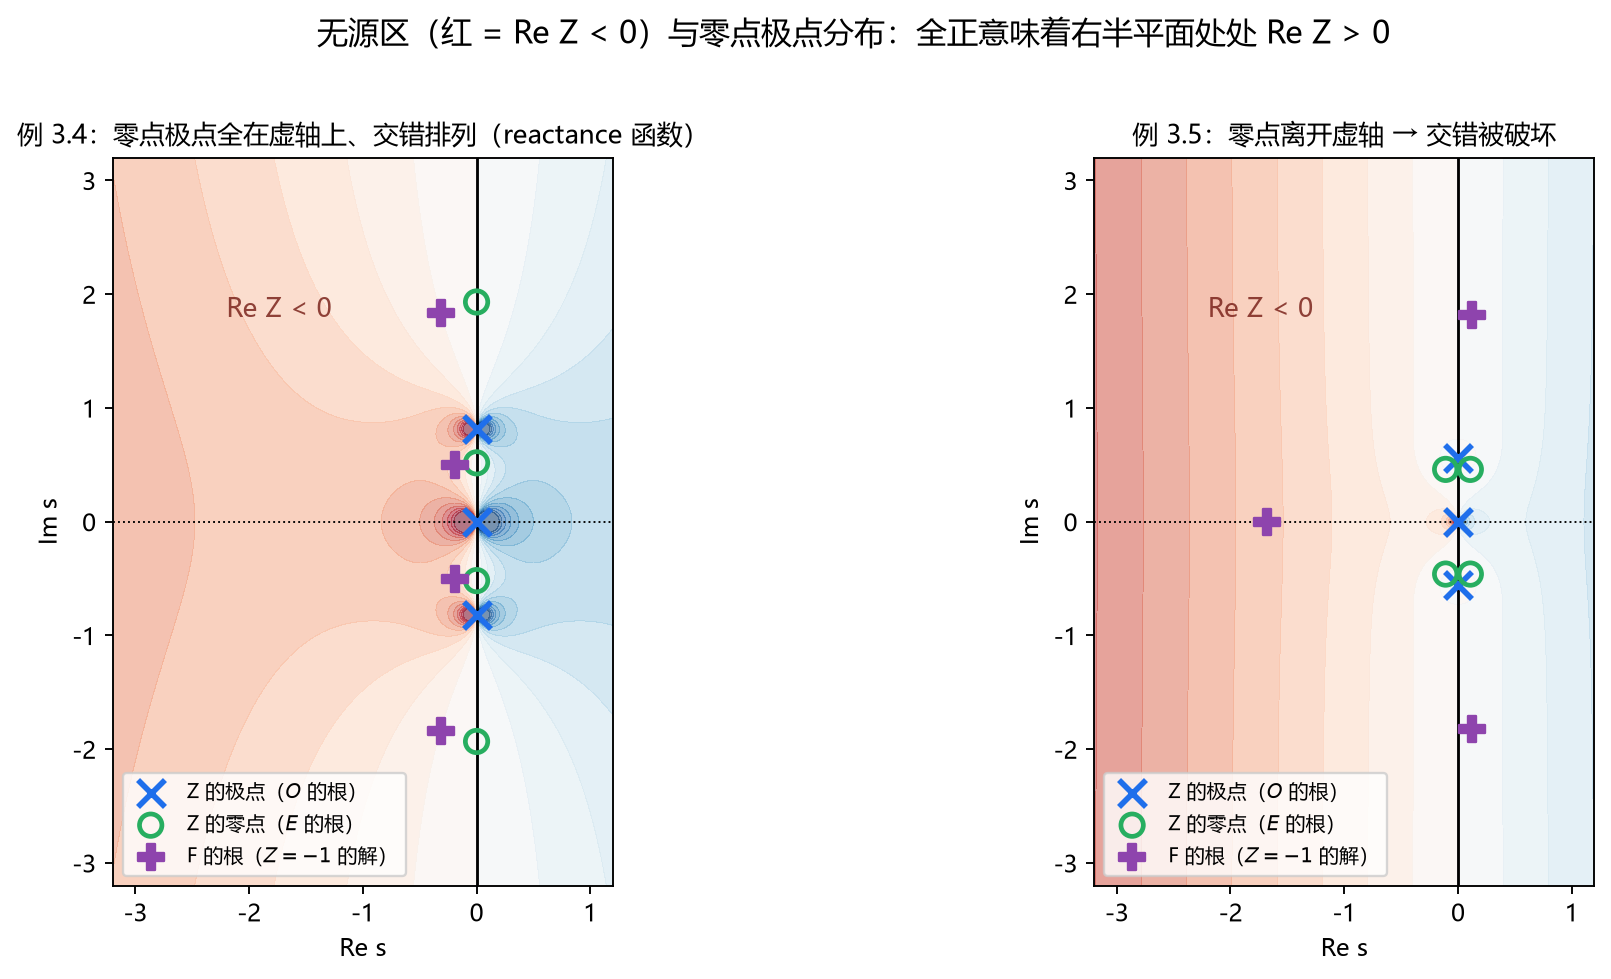 无源区（红 = Re Z < 0）与零点极点分布：全正意味着右半平面处处 Re Z > 0
例 3.4：零点极点全在虚轴上、交错排列（reactance 函数）
3
2
1
0
-1
-2
-3
Im s
Re Z < 0
Z 的极点（O 的根）
Z 的零点（E 的根）
F 的根（Z = −1 的解）
-3 -2 -1 0 1
Re s
例 3.5：零点离开虚轴 → 交错被破坏
3
2
1
0
-1
-2
-3
Im s
Re Z < 0
Z 的极点（O 的根）
Z 的零点（E 的根）
F 的根（Z = −1 的解）
-3 -2 -1 0 1
Re s